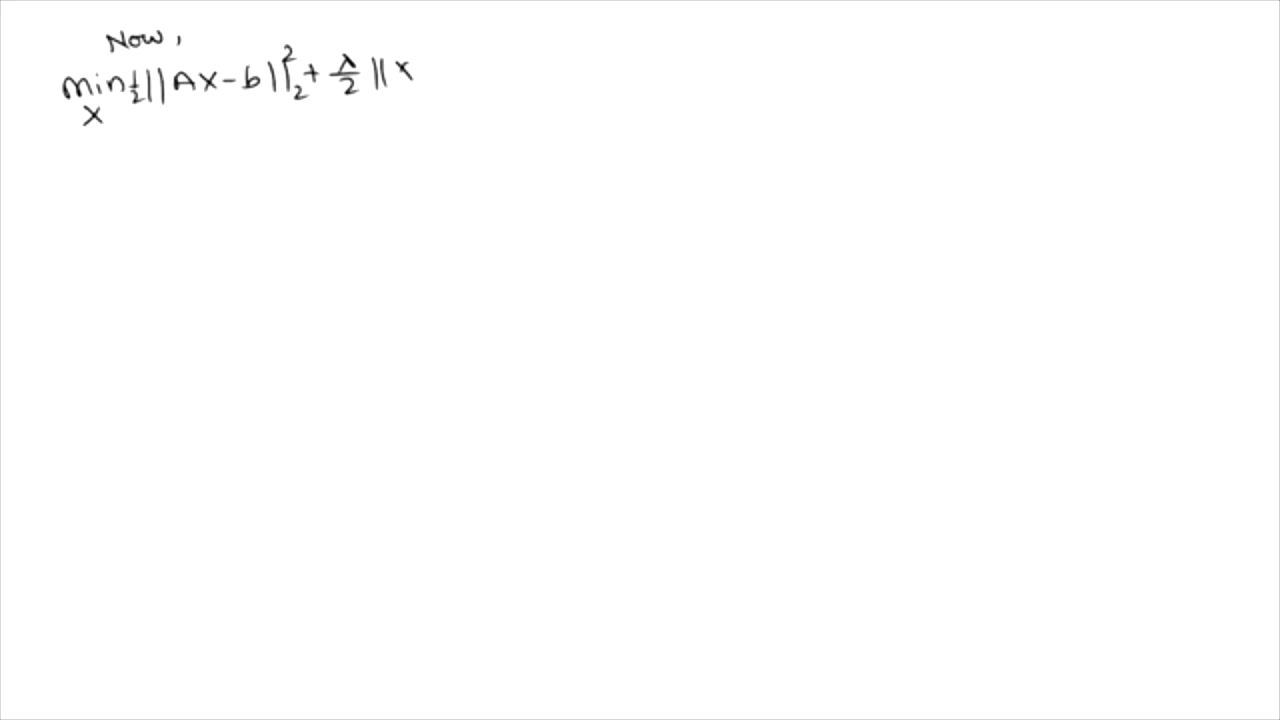 Now,
min 1/2 ||Ax-b||₂² + λ/2 ||x
x